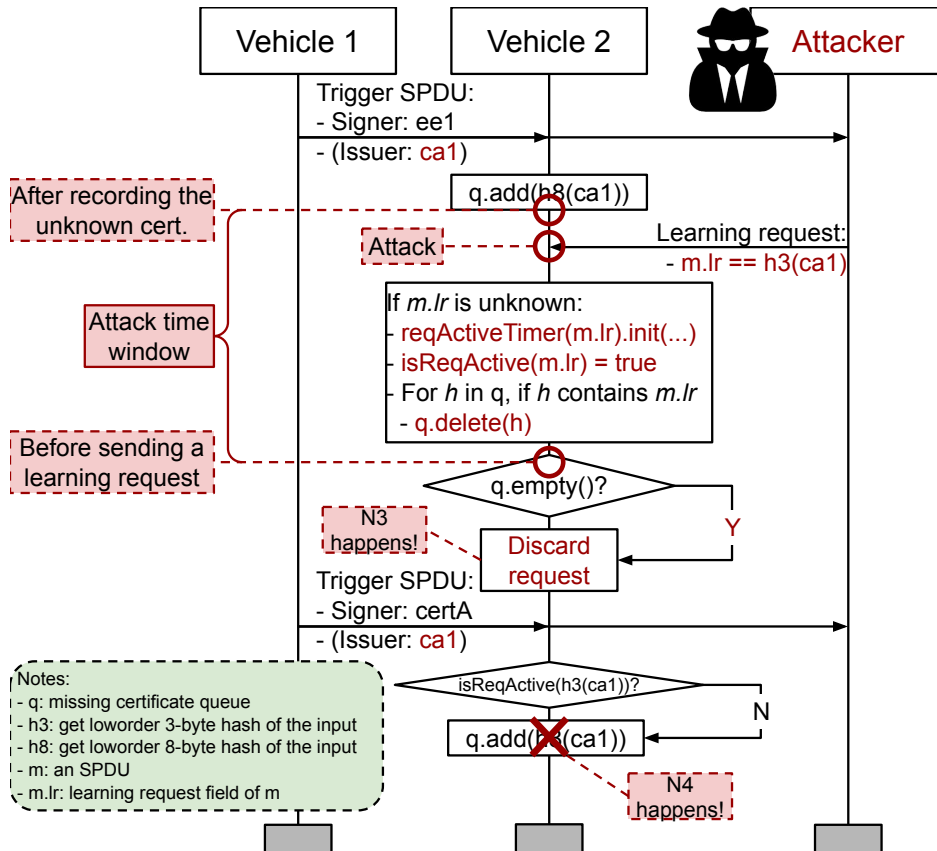 Vehicle 1
Vehicle 2
Attacker
Trigger SPDU:
- Signer: ee1
- (Issuer: ca1)
After recording the
unknown cert.
q.add(h8(ca1))
Attack
Learning request:
- m.lr == h3(ca1)
Attack time
window
If m.lr is unknown:
- reqActiveTimer(m.lr).init(...)
- isReqActive(m.lr) = true
- For h in q, if h contains m.lr
- q.delete(h)
Before sending a
learning request
q.empty()?
Y
N3
happens!
Discard
request
Trigger SPDU:
- Signer: certA
- (Issuer: ca1)
isReqActive(h3(ca1))?
N
q.add(h8(ca1))
N4
happens!
Notes:
- q: missing certificate queue
- h3: get loworder 3-byte hash of the input
- h8: get loworder 8-byte hash of the input
- m: an SPDU
- m.lr: learning request field of m